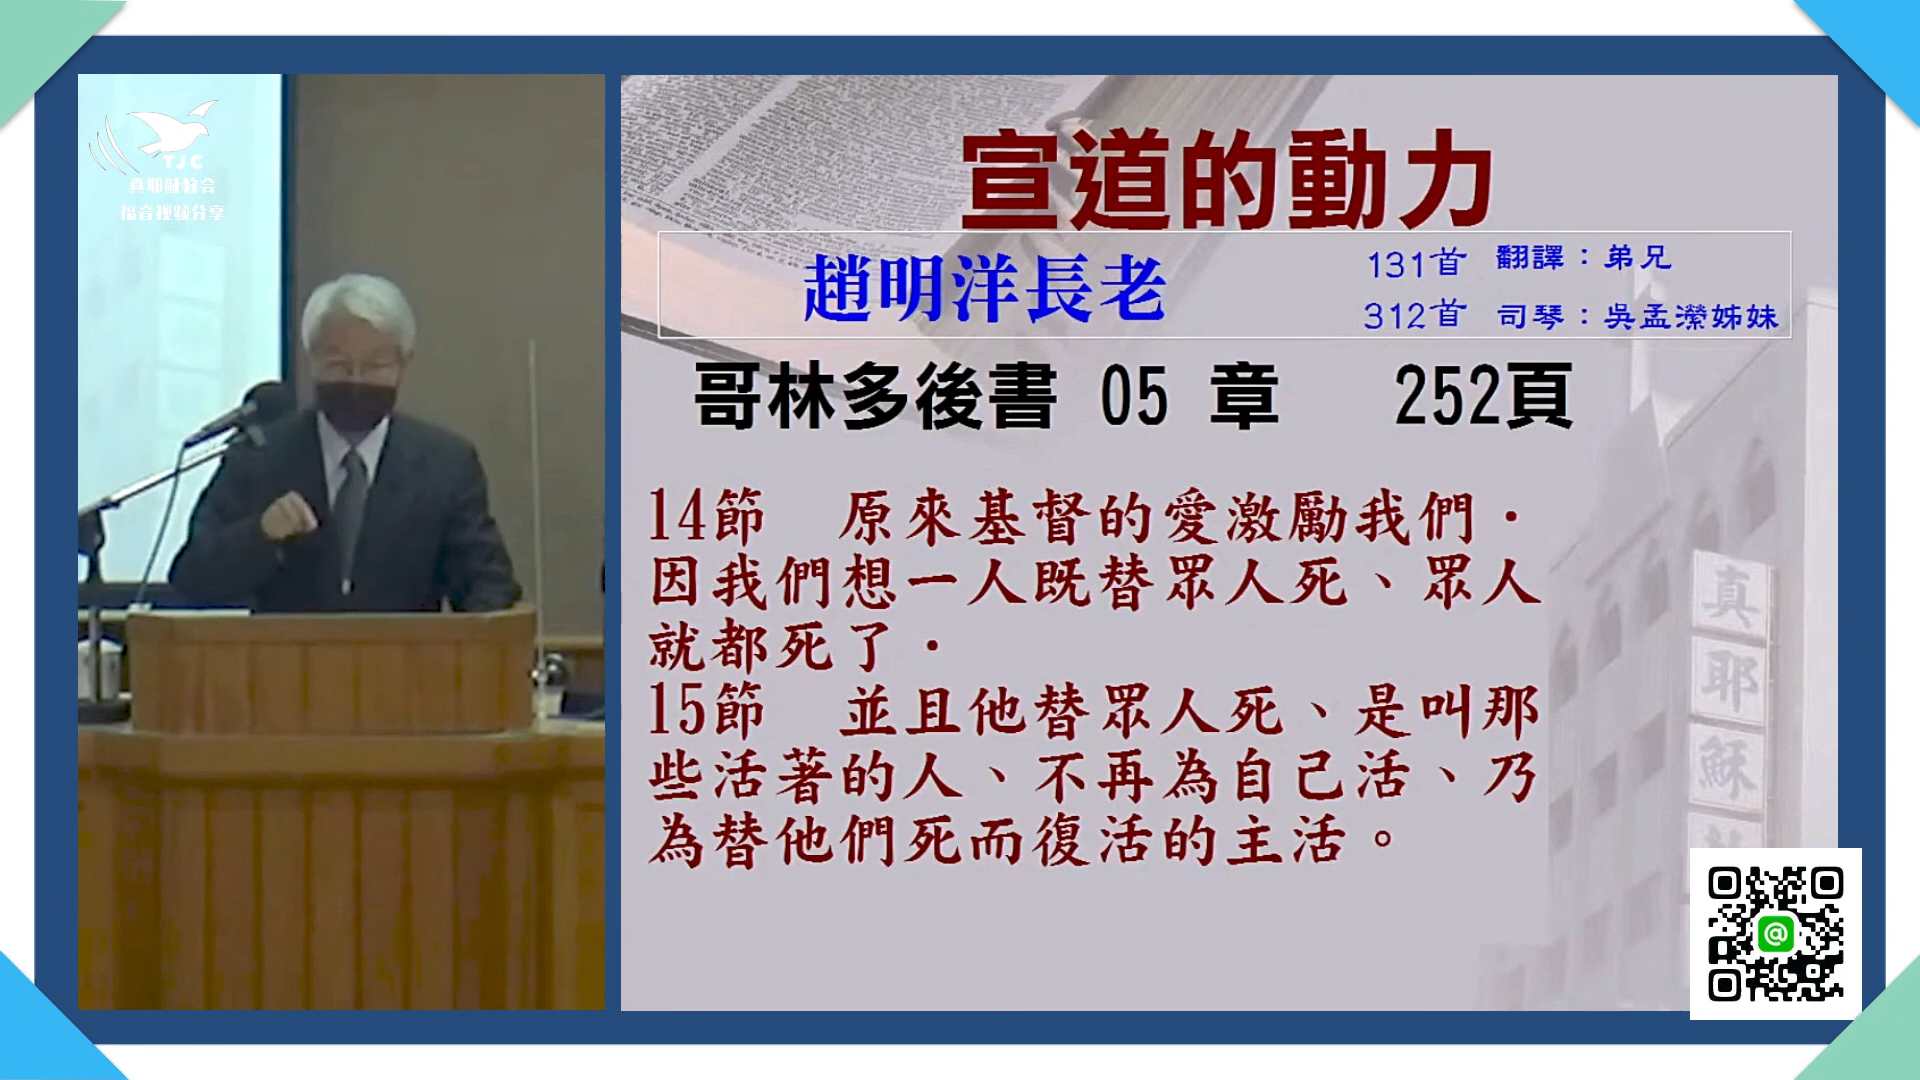 TJC
真耶稣教会
福音视频分享
宣道的動力
趙明洋長老
131首 翻譯：弟兄
312首 司琴：吳孟瀠姊妹
哥林多後書 05 章 252頁
14節 原來基督的愛激勵我們．
因我們想一人既替眾人死、眾人
就都死了．
15節 並且他替眾人死、是叫那
些活著的人、不再為自己活、乃
為替他們死而復活的主活。
真
耶
穌